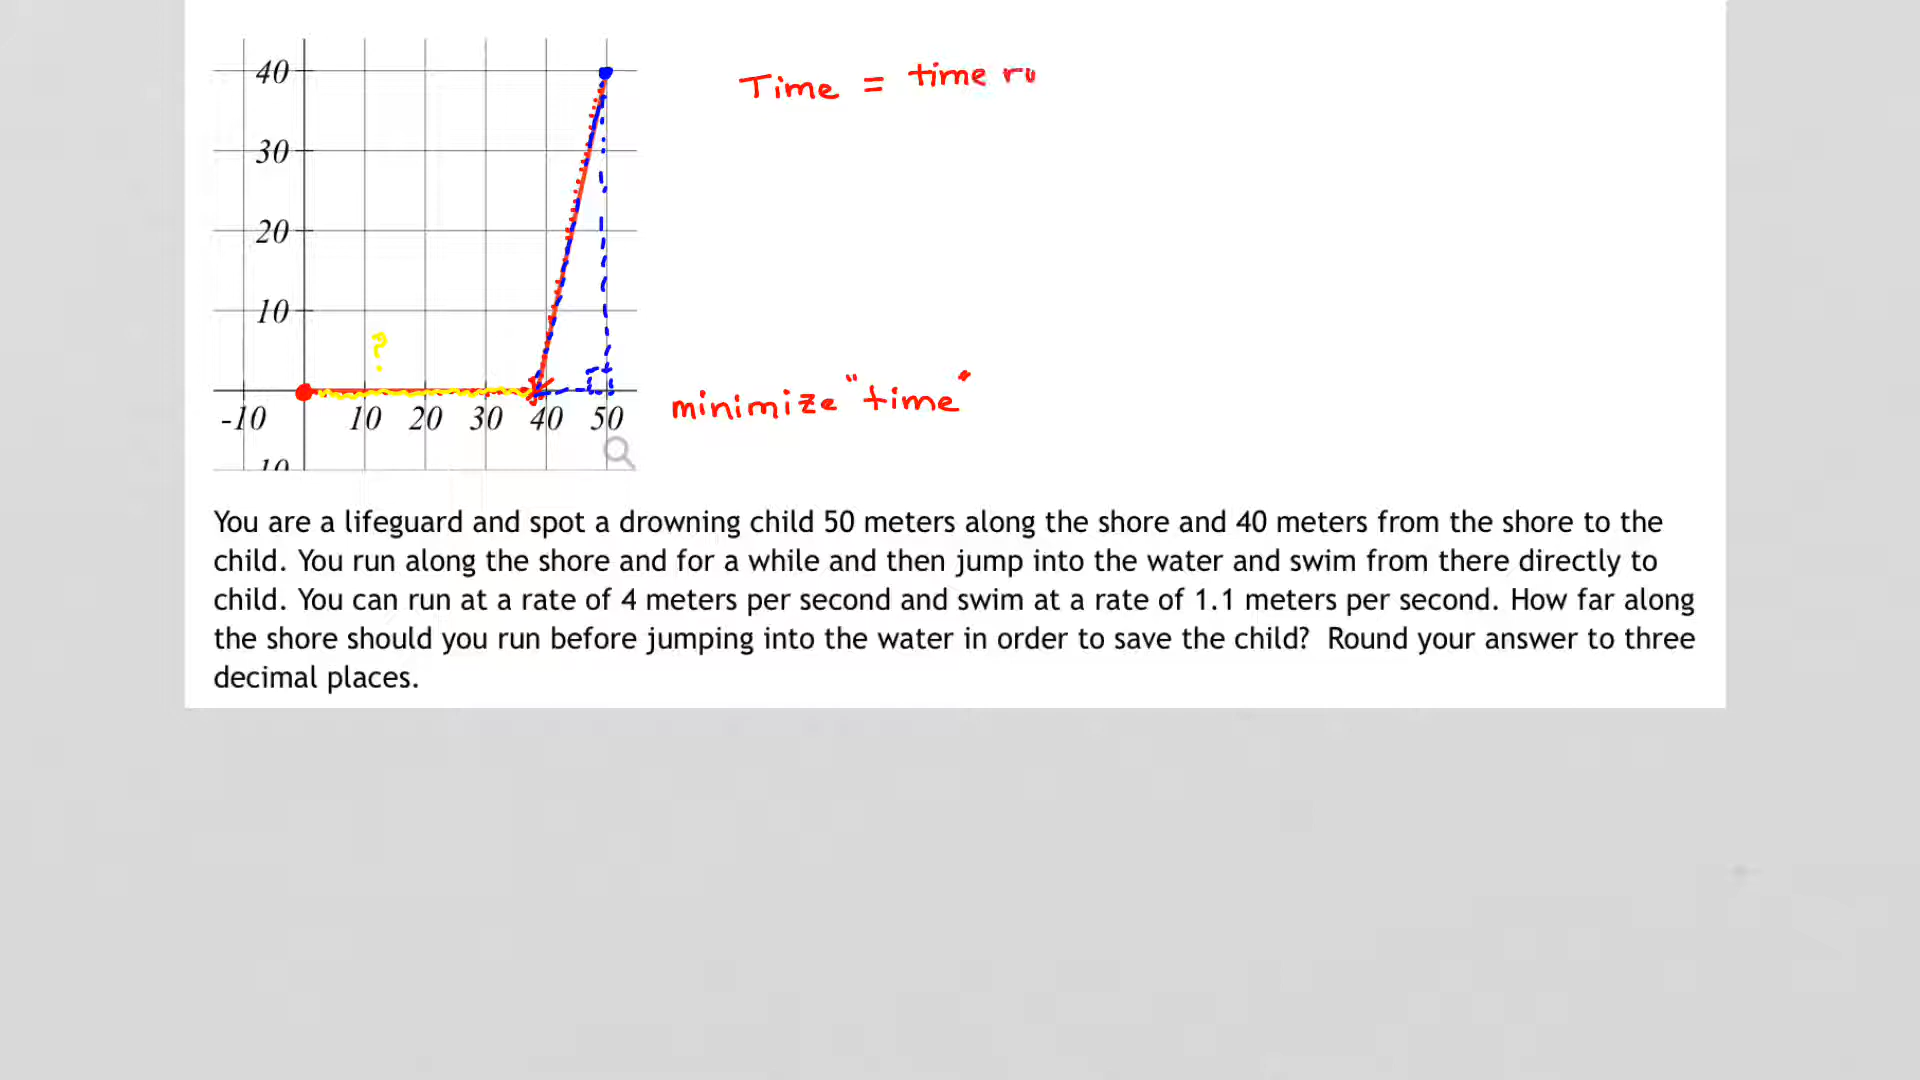 40
Time = time ru
30
20
10
?
-10 10 20 30 40 50
minimize "time"
10
You are a lifeguard and spot a drowning child 50 meters along the shore and 40 meters from the shore to the
child. You run along the shore and for a while and then jump into the water and swim from there directly to
child. You can run at a rate of 4 meters per second and swim at a rate of 1.1 meters per second. How far along
the shore should you run before jumping into the water in order to save the child? Round your answer to three
decimal places.